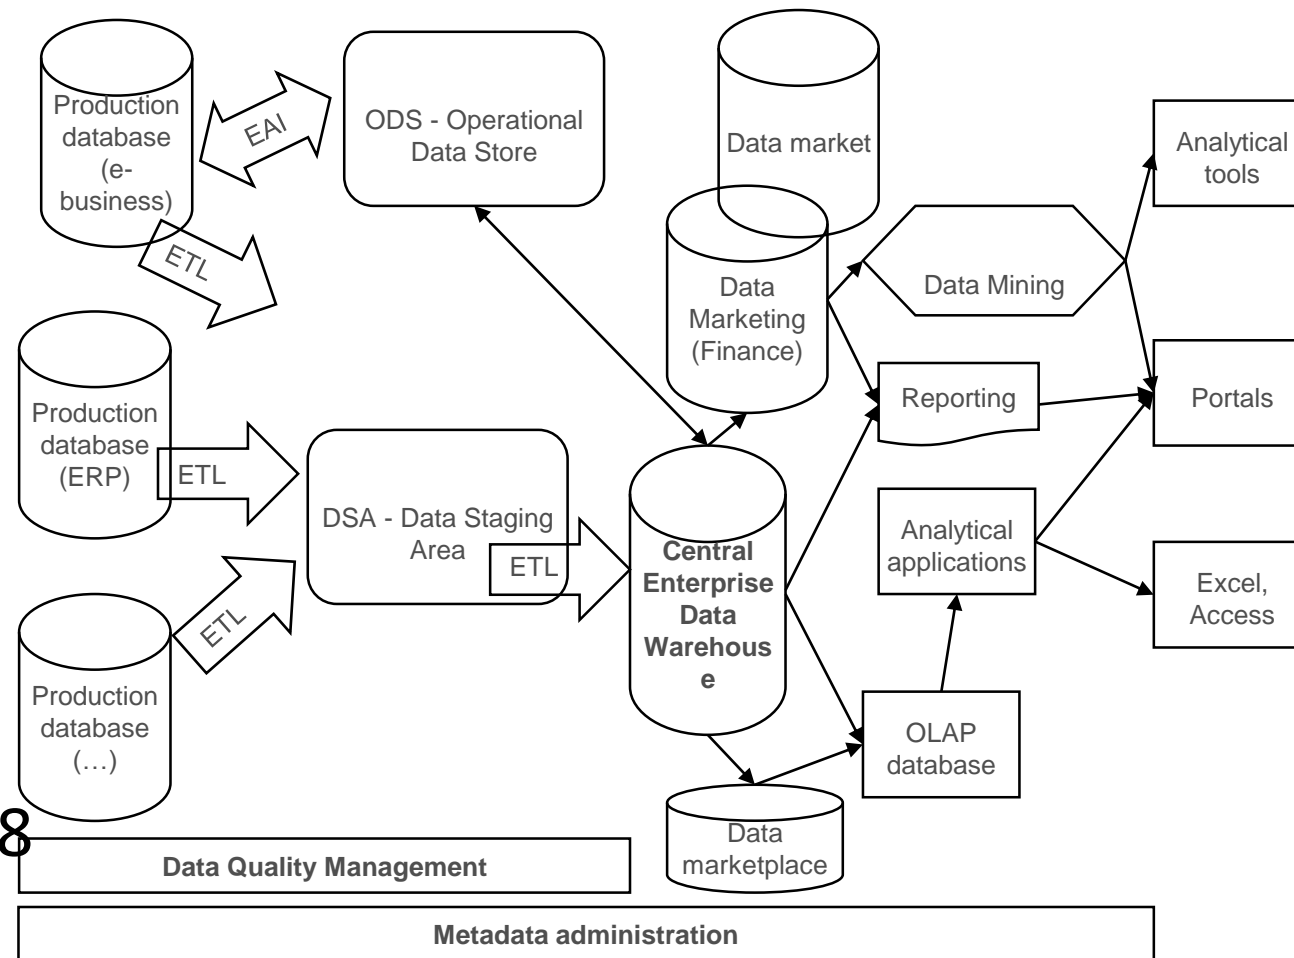 Production
database
(e-
business)
EAI
ODS - Operational
Data Store
Data market
Analytical
tools
ETL
Data
Marketing
(Finance)
Data Mining
Production
database
(ERP)
ETL
Reporting
Portals
DSA - Data Staging
Area
ETL
Central
Enterprise
Data
Warehous
e
Analytical
applications
Excel,
Access
ETL
Production
database
(…)
OLAP
database
Data
marketplace
8
Data Quality Management
Metadata administration